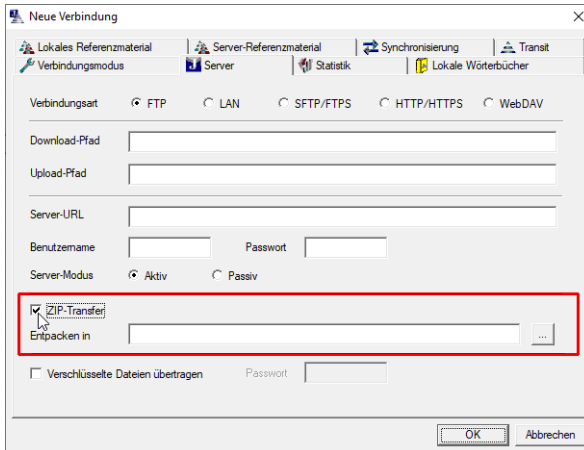 Neue Verbindung
Lokales Referenzmaterial Server-Referenzmaterial Synchronisierung Transit
Verbindungsmodus Server Statistik Lokale Wörterbücher
Verbindungsart FTP LAN SFTP/FTPS HTTP/HTTPS WebDAV
Download-Pfad
Upload-Pfad
Server-URL
Benutzername Passwort
Server-Modus Aktiv Passiv
ZIP-Transfer
Entpacken in ...
Verschlüsselte Dateien übertragen Passwort
OK Abbrechen